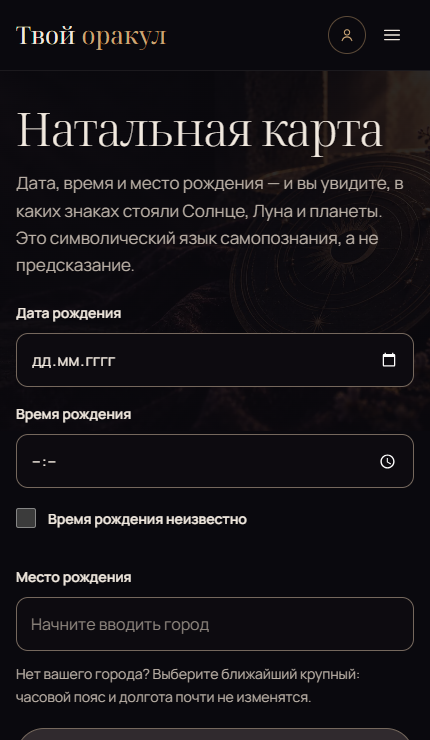 Твой оракул
Натальная карта
Дата, время и место рождения — и вы увидите, в
каких знаках стояли Солнце, Луна и планеты.
Это символический язык самопознания, а не
предсказание.
Дата рождения
дд.мм.гггг
Время рождения
--:--
Время рождения неизвестно
Место рождения
Начните вводить город
Нет вашего города? Выберите ближайший крупный:
часовой пояс и долгота почти не изменятся.